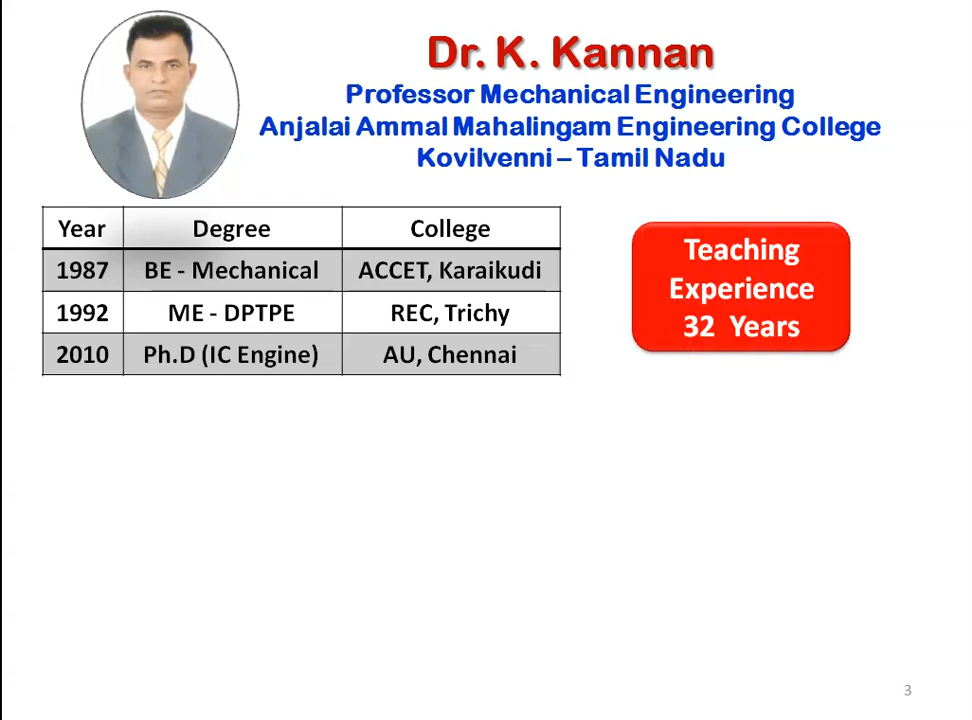 Dr. K. Kannan
Professor Mechanical Engineering
Anjalai Ammal Mahalingam Engineering College
Kovilvenni – Tamil Nadu
Year Degree College
1987 BE - Mechanical ACCET, Karaikudi
1992 ME - DPTPE REC, Trichy
2010 Ph.D (IC Engine) AU, Chennai
Teaching
Experience
32 Years
3